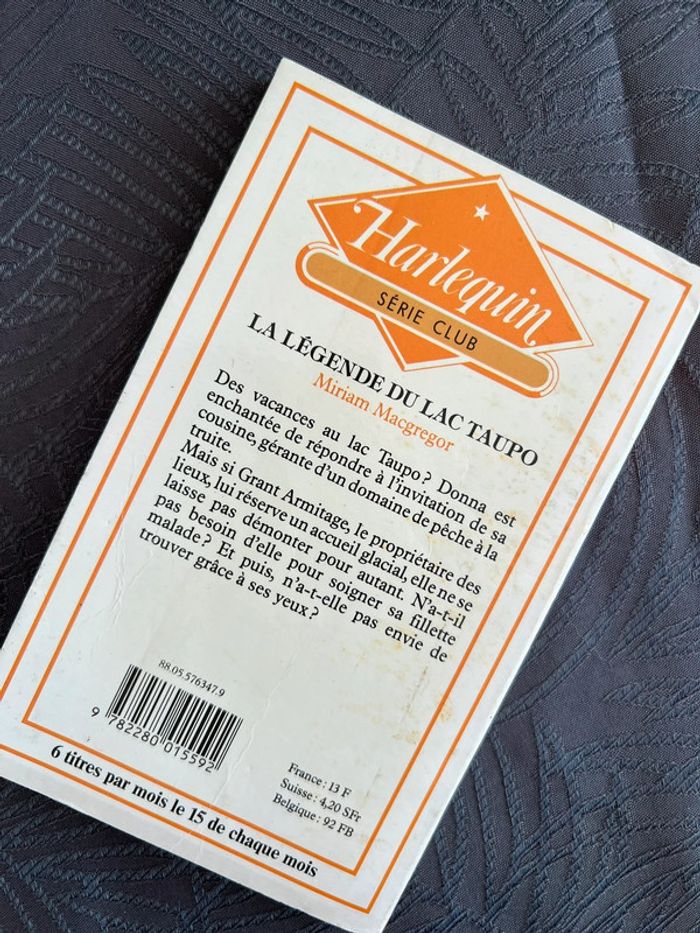 Harlequin
SÉRIE CLUB
LA LÉGENDE DU LAC TAUPO
Miriam Macgregor
Des vacances au lac Taupo ? Donna est
enchantée de répondre à l'invitation de sa
cousine, gérante d'un domaine de pêche à la
truite.
Mais si Grant Armitage, le propriétaire des
lieux, lui réserve un accueil glacial, elle ne se
laisse pas démonter pour autant. N'a-t-il
pas besoin d'elle pour soigner sa fillette
malade ? Et puis, n'a-t-elle pas envie de
trouver grâce à ses yeux ?
88.05.576347.9
9 782280 015592
France : 13 F
Suisse : 4,20 SFr
Belgique : 92 FB
6 titres par mois le 15 de chaque mois